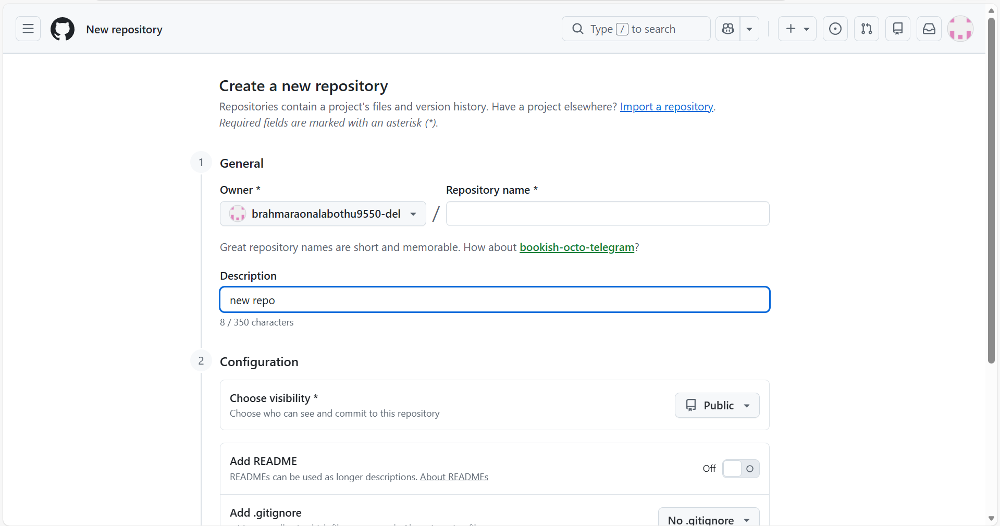 New repository
Type / to search
Create a new repository
Repositories contain a project's files and version history. Have a project elsewhere? Import a repository.
Required fields are marked with an asterisk (*).
1 General
Owner * Repository name *
brahmaraonalabothu9550-del /
Great repository names are short and memorable. How about bookish-octo-telegram?
Description
new repo
8 / 350 characters
2 Configuration
Choose visibility *
Choose who can see and commit to this repository
Public
Add README
READMEs can be used as longer descriptions. About READMEs
Off
Add .gitignore
No .gitignore